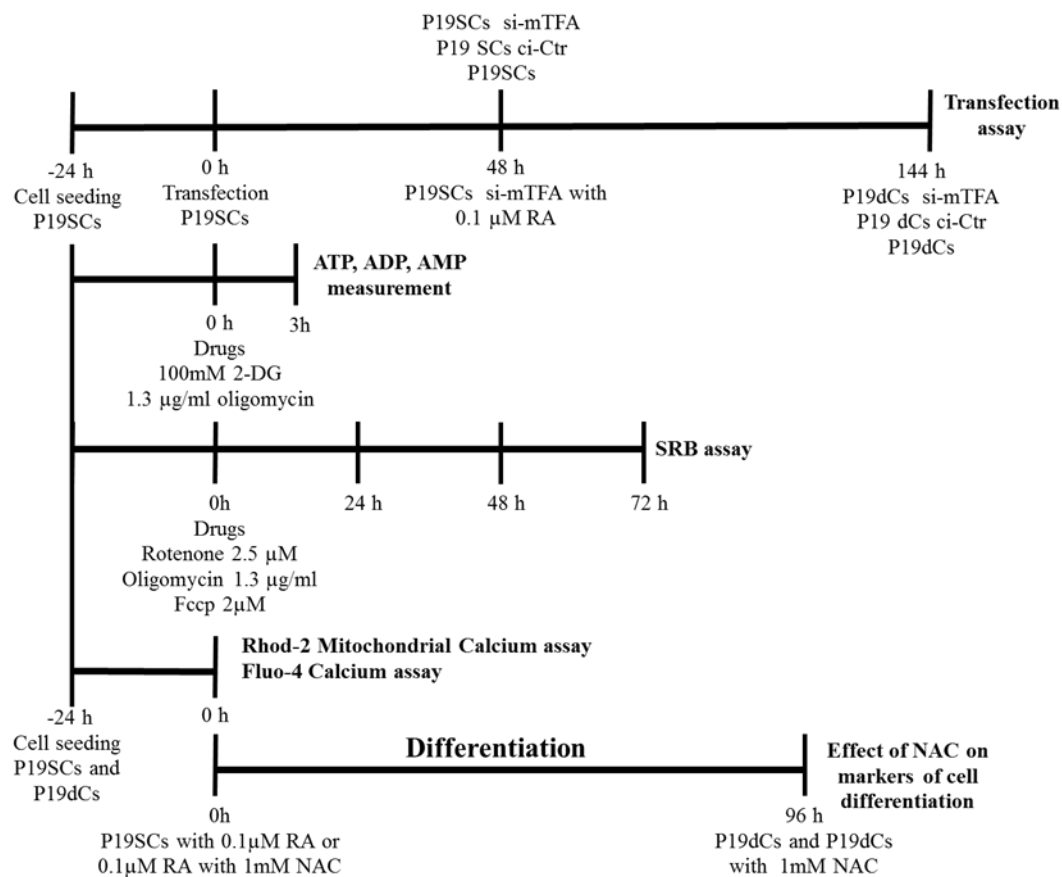 P19SCs si-mTFA
P19 SCs ci-Ctr
P19SCs
Transfection
assay
-24 h
Cell seeding
P19SCs
0 h
Transfection
P19SCs
48 h
P19SCs si-mTFA with
0.1 µM RA
144 h
P19dCs si-mTFA
P19 dCs ci-Ctr
P19dCs
ATP, ADP, AMP
measurement
0 h
3h
Drugs
100mM 2-DG
1.3 µg/ml oligomycin
SRB assay
0h
24 h
48 h
72 h
Drugs
Rotenone 2.5 µM
Oligomycin 1.3 µg/ml
Fccp 2µM
Rhod-2 Mitochondrial Calcium assay
Fluo-4 Calcium assay
-24 h
Cell seeding
P19SCs and
P19dCs
0 h
Differentiation
Effect of NAC on
markers of cell
differentiation
0h
P19SCs with 0.1µM RA or
0.1µM RA with 1mM NAC
96 h
P19dCs and P19dCs
with 1mM NAC